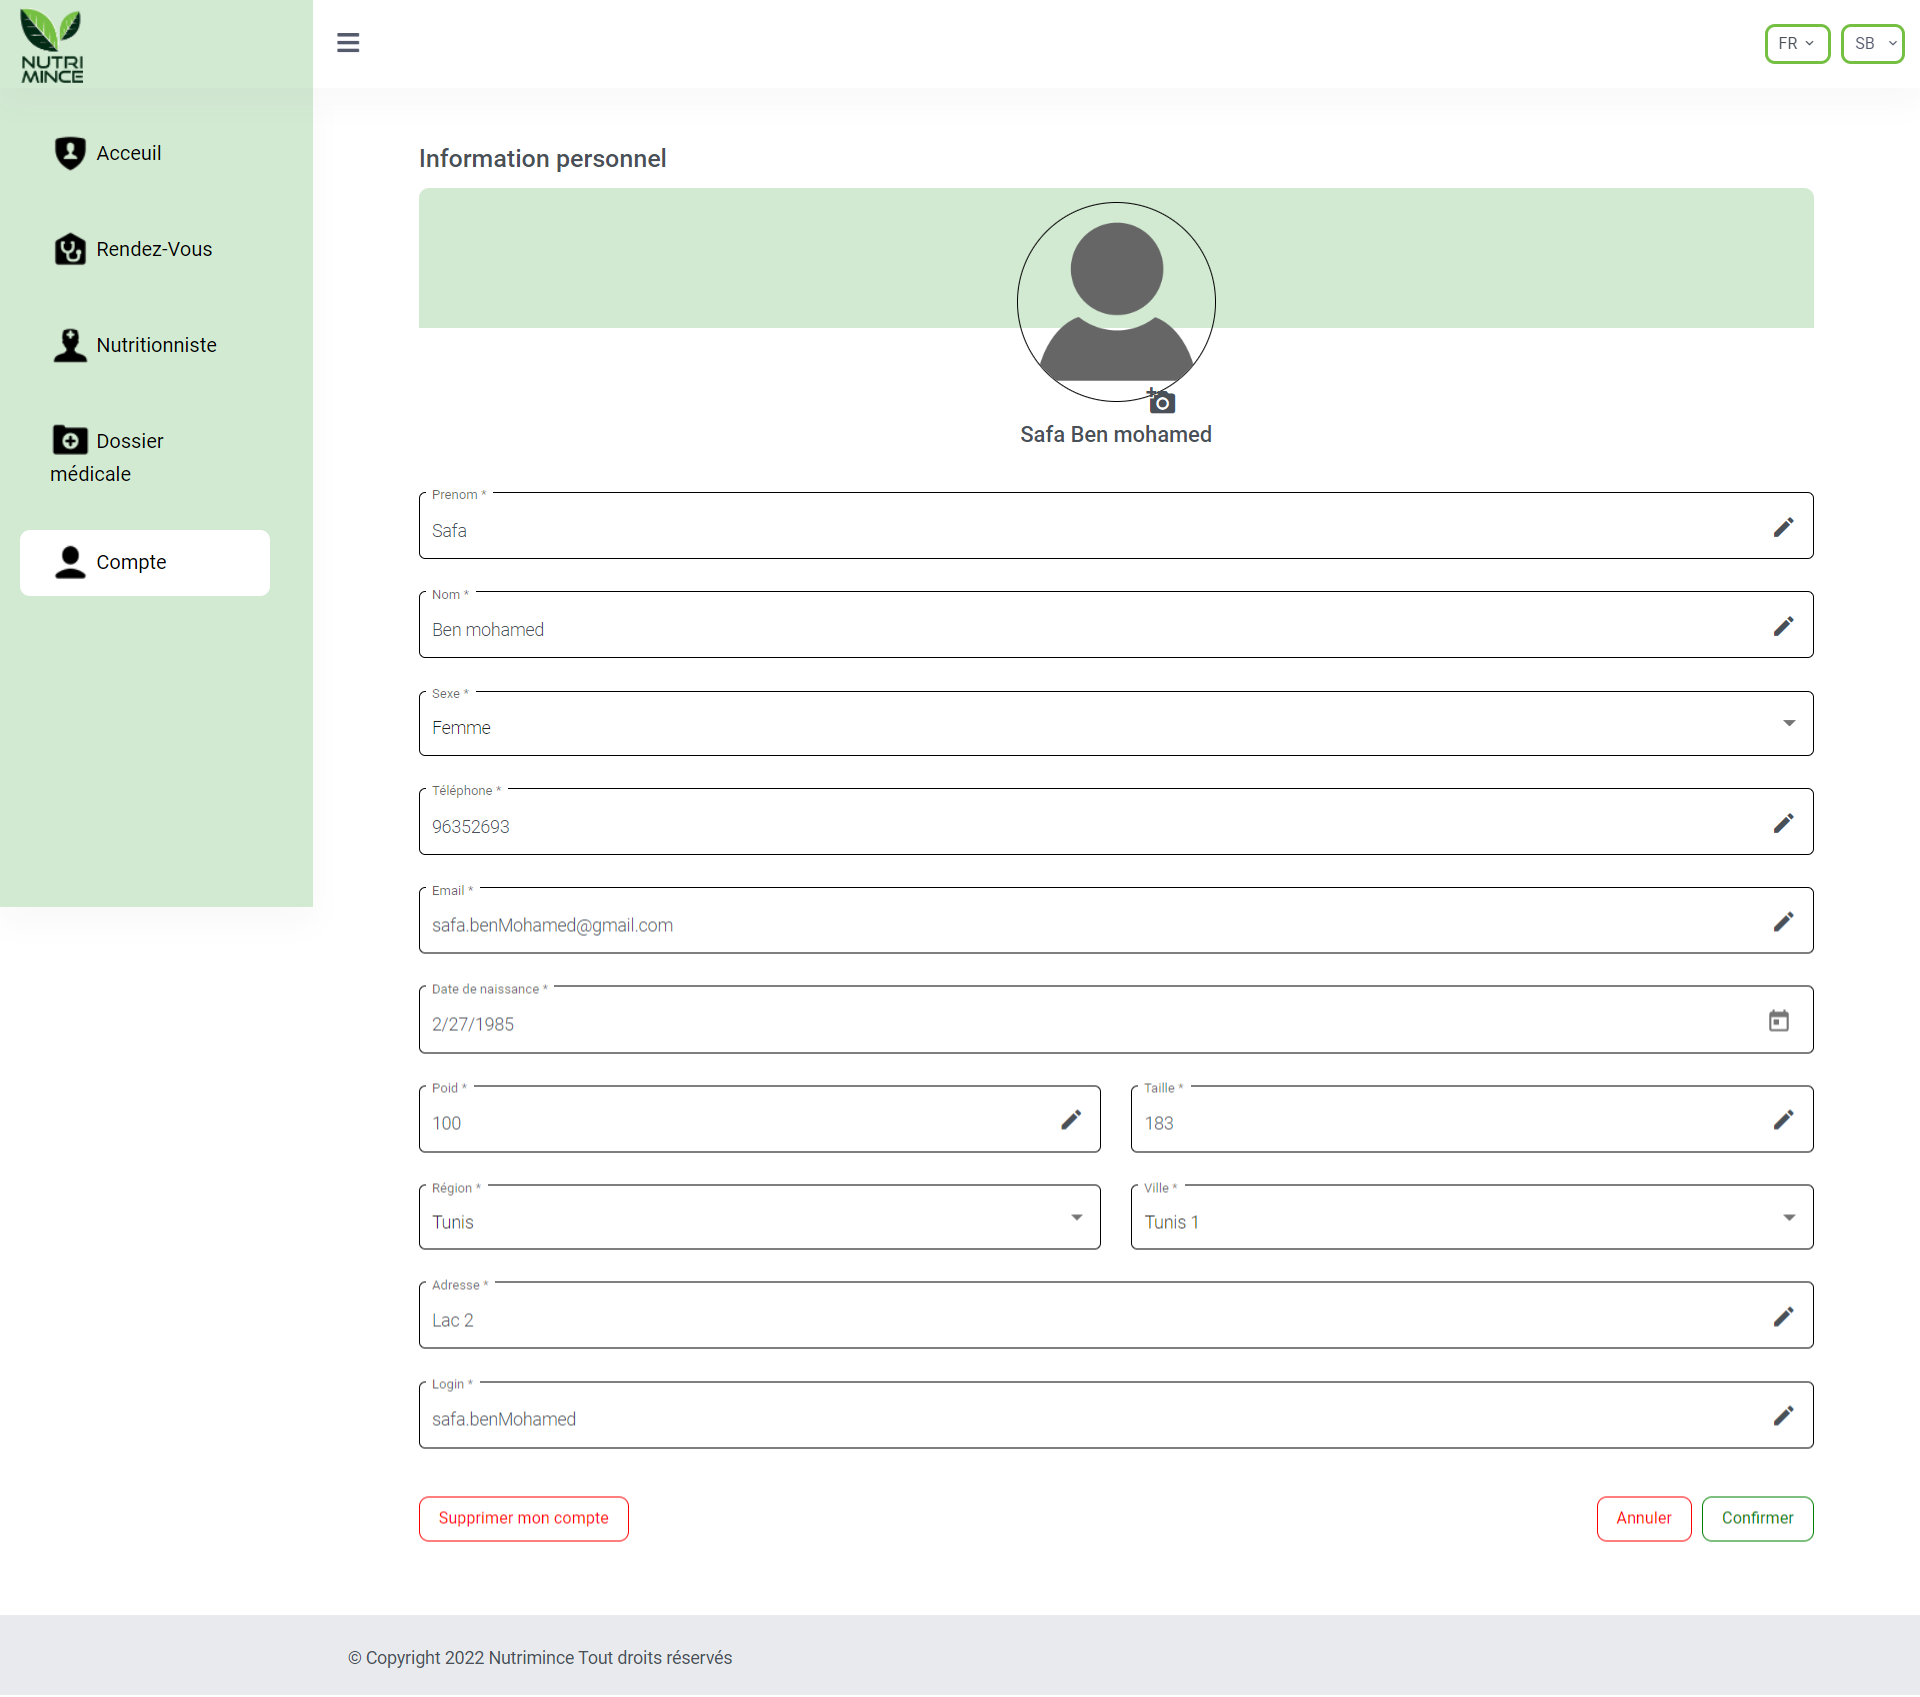 NUTRI
MINCE
FR
SB
Acceuil
Rendez-Vous
Nutritionniste
Dossier
médicale
Compte
Information personnel
Safa Ben mohamed
Prenom *
Safa
Nom *
Ben mohamed
Sexe *
Femme
Téléphone *
96352693
Email *
safa.benMohamed@gmail.com
Date de naissance *
2/27/1985
Poid *
100
Taille *
183
Région *
Tunis
Ville *
Tunis 1
Adresse *
Lac 2
Login *
safa.benMohamed
Supprimer mon compte
Annuler
Confirmer
© Copyright 2022 Nutrimince Tout droits réservés